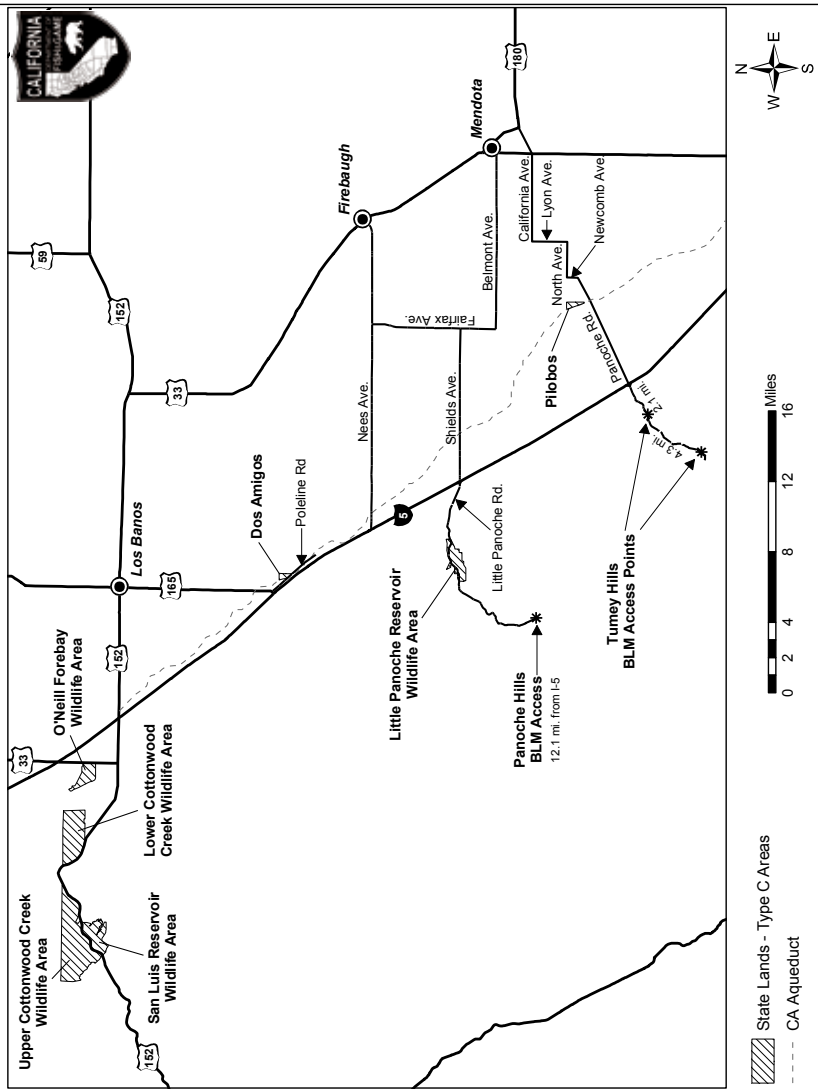 CALIFORNIA
DEPARTMENT OF
FISH & GAME
Upper Cottonwood Creek
Wildlife Area
33
O'Neill Forebay
Wildlife Area
59
152
Los Banos
152
152
San Luis Reservoir
Wildlife Area
Lower Cottonwood
Creek Wildlife Area
165
33
Dos Amigos
Poleline Rd
Firebaugh
Nees Ave.
5
Fairfax Ave.
Little Panoche Reservoir
Wildlife Area
Shields Ave.
Belmont Ave.
Mendota
180
Little Panoche Rd.
California Ave.
Lyon Ave.
North Ave.
Newcomb Ave.
Panoche Hills
BLM Access
12.1 mi. from I-5
Pilobos
Panoche Rd.
2.1 mi.
4.3 mi.
Tumey Hills
BLM Access Points
State Lands - Type C Areas
CA Aqueduct
0 2 4 8 12 16
Miles
N
W E
S